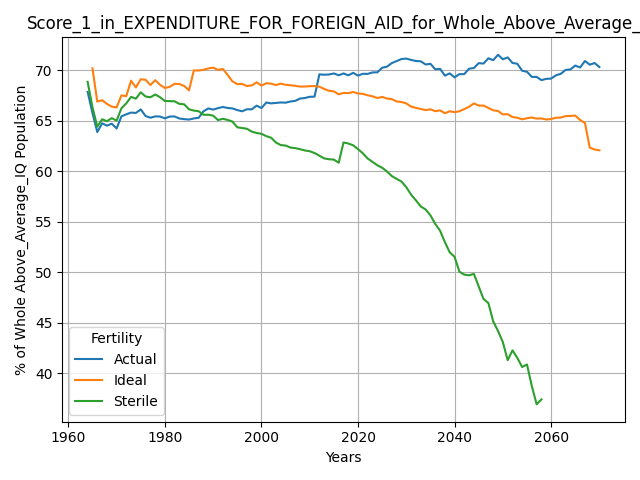 Score_1_in_EXPENDITURE_FOR_FOREIGN_AID_for_Whole_Above_Average_
% of Whole Above_Average_IQ Population
70
65
60
55
50
45
40
Fertility
Actual
Ideal
Sterile
1960 1980 2000 2020 2040 2060
Years